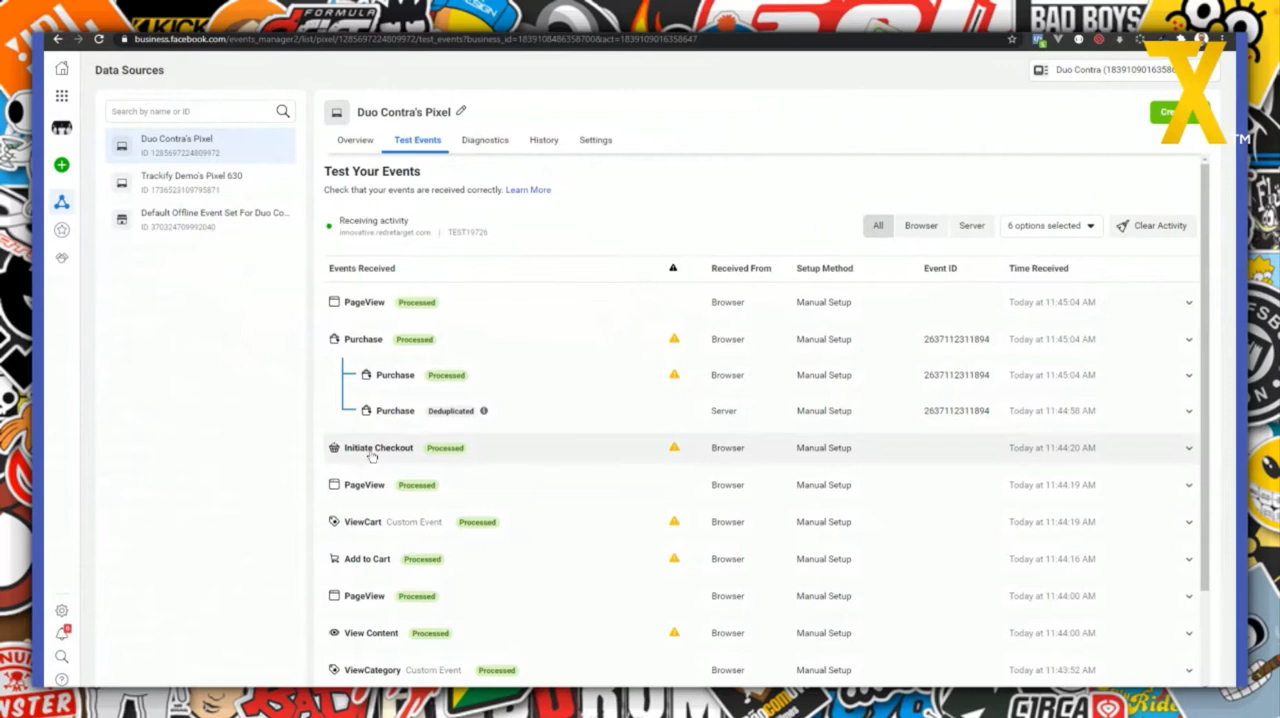 FORMULA
KICK
BAD BOYS
business.facebook.com/events_manager2/list/pixel/1285697224809972/test_events?business_id=1839108486358700&act=1839109016358647
Data Sources
Duo Contra (18391090163586
X
TM
Search by name or ID
Duo Contra's Pixel
ID 1285697224809972
Trackify Demo's Pixel 630
ID 1736523109795871
Default Offline Event Set For Duo Co...
ID 370324709992040
Duo Contra's Pixel
Overview
Test Events
Diagnostics
History
Settings
Test Your Events
Check that your events are received correctly. Learn More
Receiving activity
innovative.redretarget.com | TEST19726
All
Browser
Server
6 options selected
Clear Activity
Events Received Received From Setup Method Event ID Time Received
PageView Processed Browser Manual Setup Today at 11:45:04 AM
Purchase Processed Browser Manual Setup 2637112311894 Today at 11:45:04 AM
Purchase Processed Browser Manual Setup 2637112311894 Today at 11:45:04 AM
Purchase Deduplicated Server Manual Setup 2637112311894 Today at 11:44:58 AM
Initiate Checkout Processed Browser Manual Setup Today at 11:44:20 AM
PageView Processed Browser Manual Setup Today at 11:44:19 AM
ViewCart Custom Event Processed Browser Manual Setup Today at 11:44:19 AM
Add to Cart Processed Browser Manual Setup Today at 11:44:16 AM
PageView Processed Browser Manual Setup Today at 11:44:00 AM
View Content Processed Browser Manual Setup Today at 11:44:00 AM
ViewCategory Custom Event Processed Browser Manual Setup Today at 11:43:52 AM
CIRCA
Ride